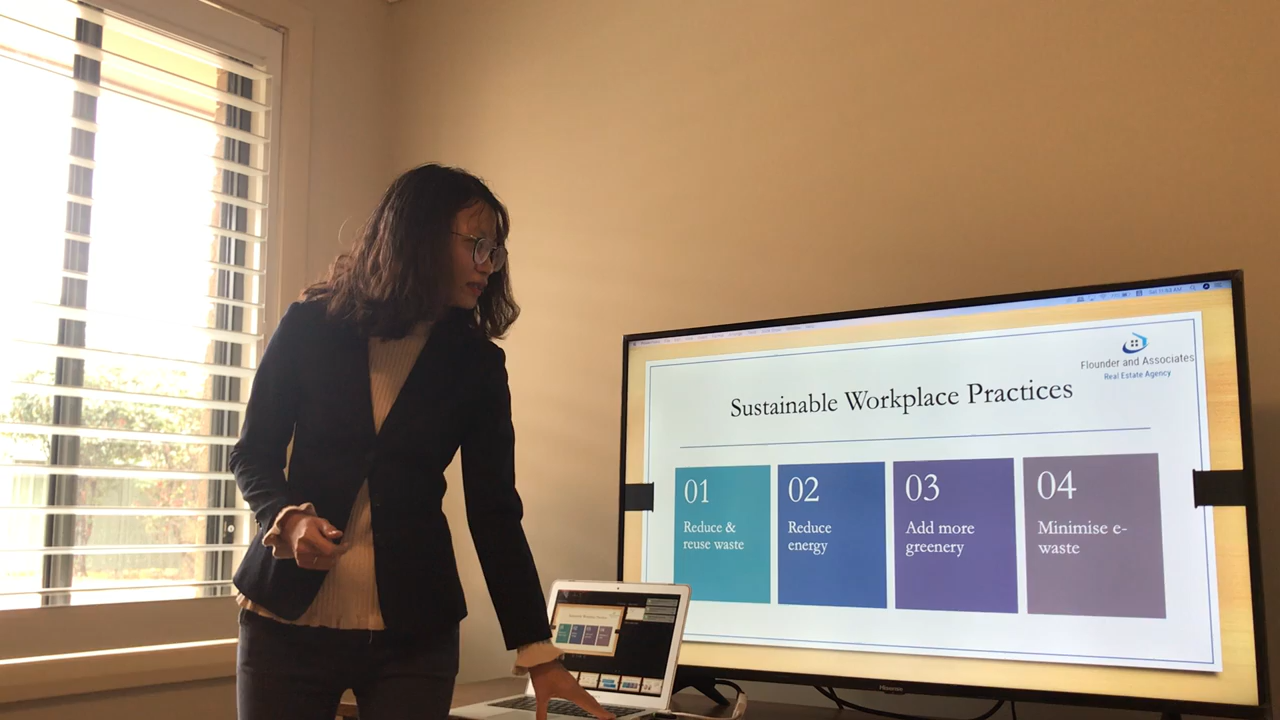 Flounder and Associates
Real Estate Agency
Sustainable Workplace Practices
01
Reduce &
reuse waste
02
Reduce
energy
03
Add more
greenery
04
Minimise e-
waste
Hisense